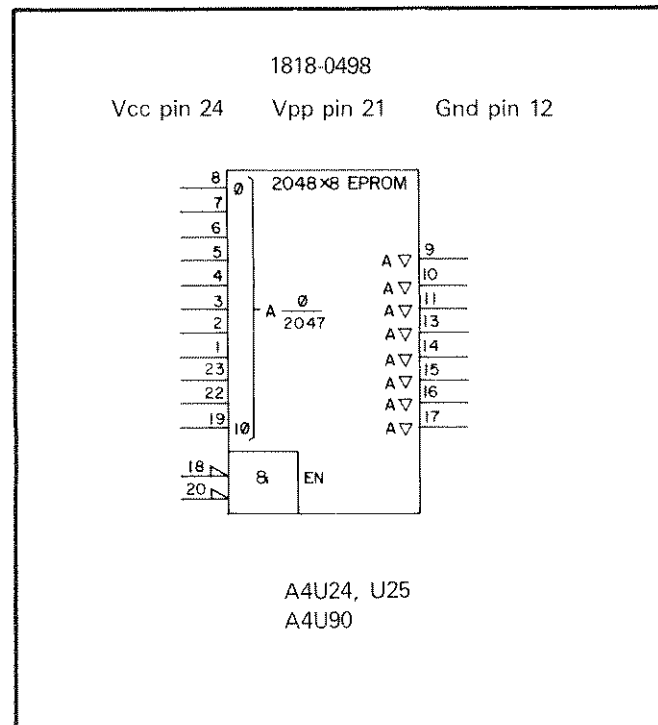 1818-0498
Vcc pin 24 Vpp pin 21 Gnd pin 12
2048×8 EPROM
8 Ø
7
6
5
4
3
2
1
23
22
19 10
A Ø
2047
A ▽ 9
A ▽ 10
A ▽ 11
A ▽ 13
A ▽ 14
A ▽ 15
A ▽ 16
A ▽ 17
18
20
& EN
A4U24, U25
A4U90